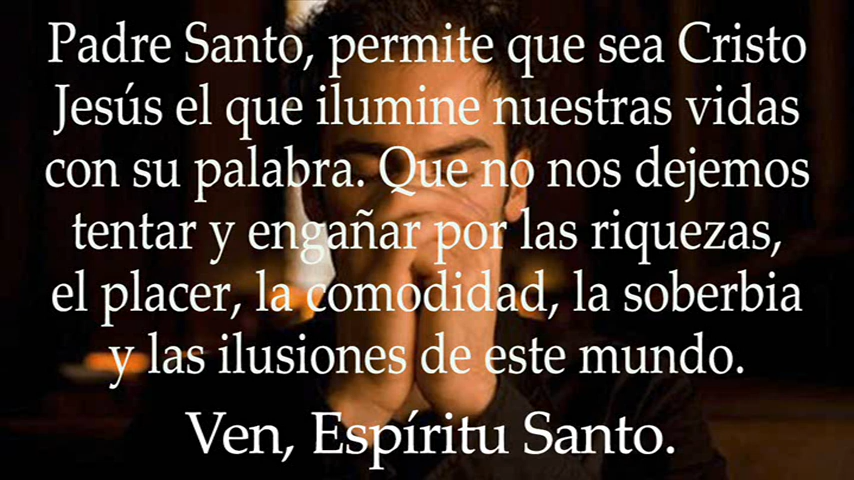 Padre Santo, permite que sea Cristo
Jesús el que ilumine nuestras vidas
con su palabra. Que no nos dejemos
tentar y engañar por las riquezas,
el placer, la comodidad, la soberbia
y las ilusiones de este mundo.
Ven, Espíritu Santo.